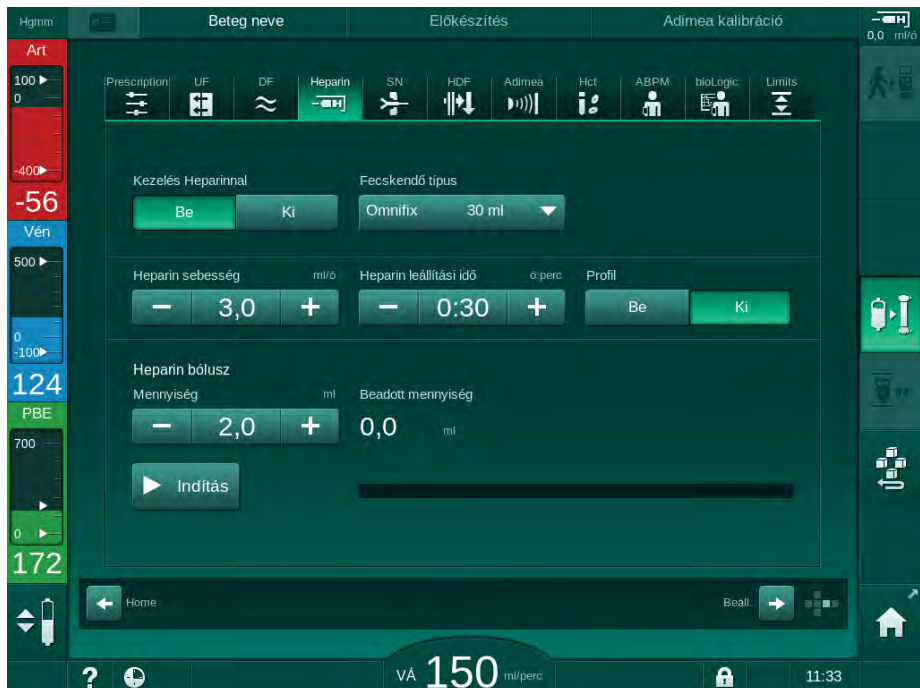 Hgmm
Beteg neve
Előkészítés
Adimea kalibráció
0,0 ml/ó
Art
100
0
-400
-56
Vén
500
0
-100
124
PBE
700
0
172
Prescription UF DF Heparin SN HDF Adimea Hct ABPM bioLogic Limits
Kezelés Heparinnal
Be Ki
Fecskendő típus
Omnifix 30 ml
Heparin sebesség ml/ó
− 3,0 +
Heparin leállítási idő ó:perc
− 0:30 +
Profil
Be Ki
Heparin bólusz
Mennyiség ml
− 2,0 +
Beadott mennyiség
0,0 ml
Indítás
Home
Beáll.
? VÁ 150 ml/perc 11:33